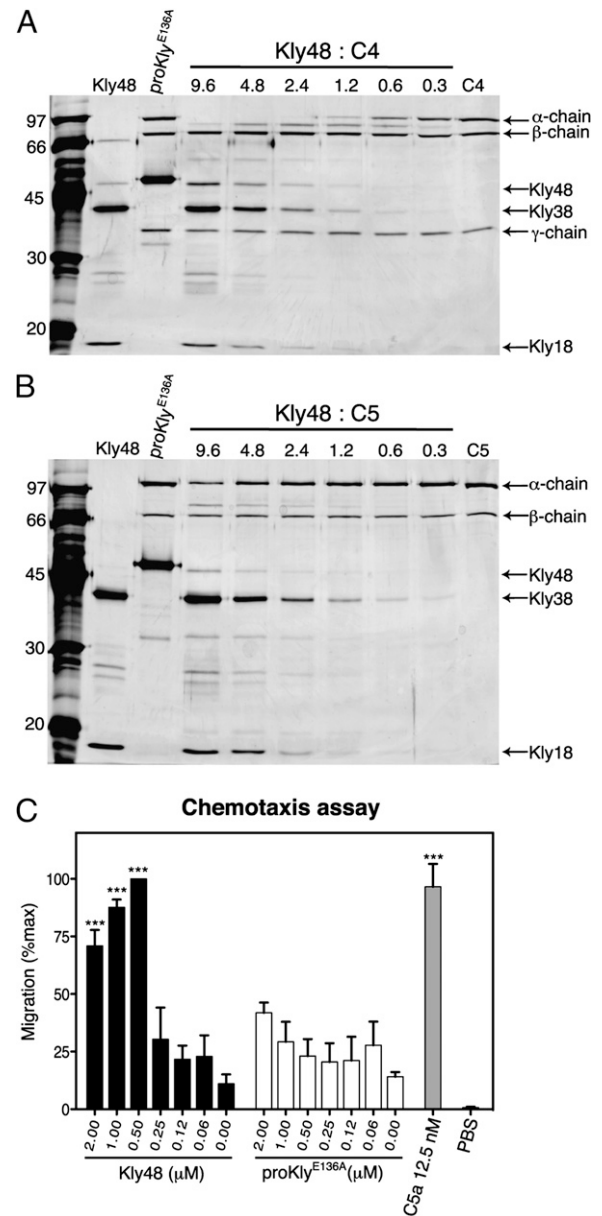 A
Kly48
proKly^E136A
Kly48 : C4
9.6 4.8 2.4 1.2 0.6 0.3 C4
97
66
45
30
20
α-chain
β-chain
Kly48
Kly38
γ-chain
Kly18
B
Kly48
proKly^E136A
Kly48 : C5
9.6 4.8 2.4 1.2 0.6 0.3 C5
97
66
45
30
20
α-chain
β-chain
Kly48
Kly38
Kly18
C
Chemotaxis assay
Migration (%max)
100
75
50
25
0
*** *** *** ***
2.00 1.00 0.50 0.25 0.12 0.06 0.00
Kly48 (μM)
2.00 1.00 0.50 0.25 0.12 0.06 0.00
proKly^E136A(μM)
C5a 12.5 nM
PBS